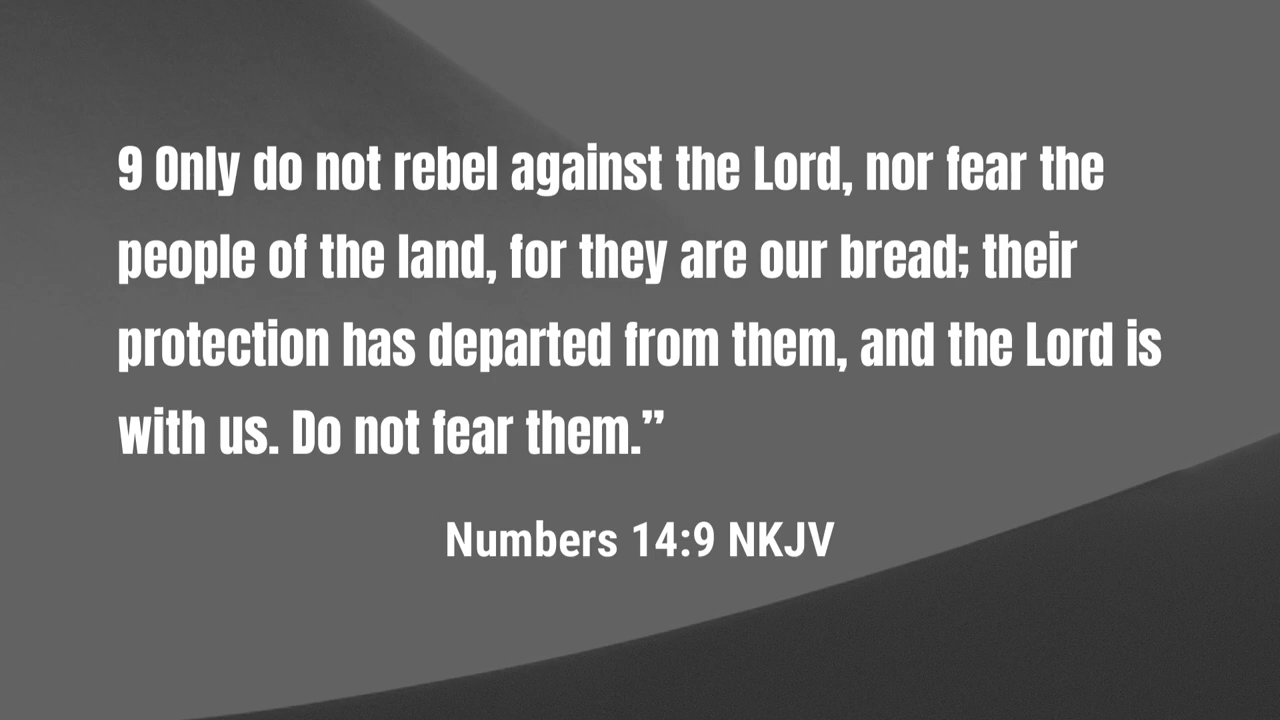 9 Only do not rebel against the Lord, nor fear the
people of the land, for they are our bread; their
protection has departed from them, and the Lord is
with us. Do not fear them.”
Numbers 14:9 NKJV